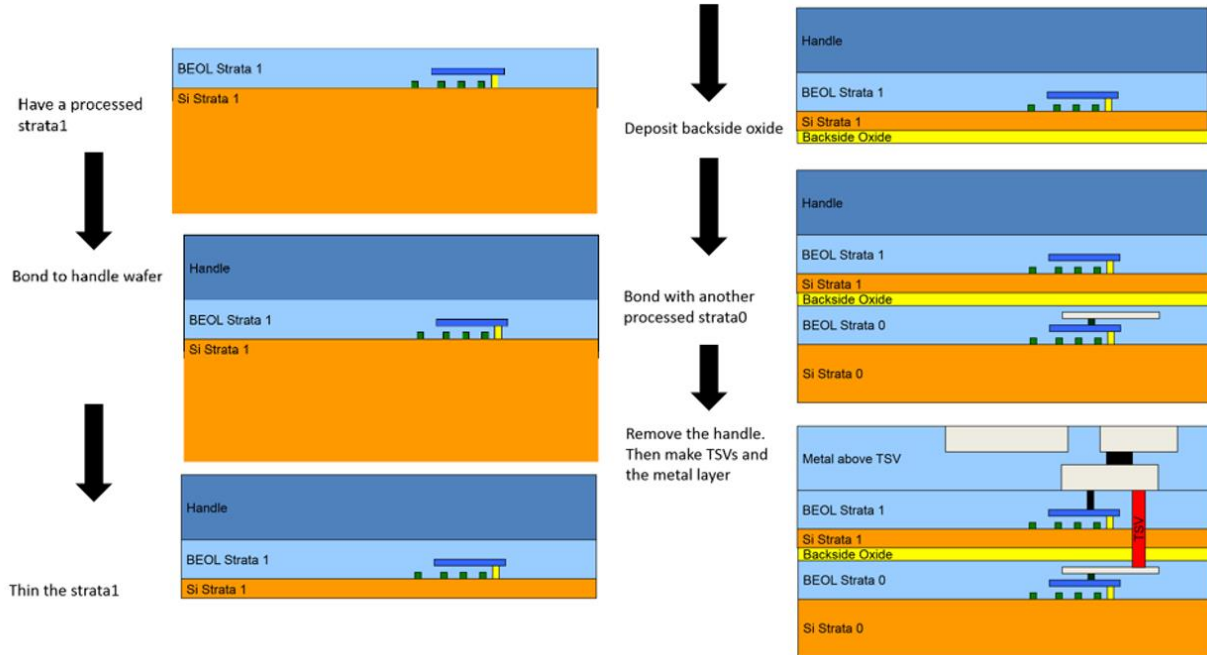 BEOL Strata 1
Si Strata 1
Have a processed
strata1
Handle
BEOL Strata 1
Si Strata 1
Bond to handle wafer
Handle
BEOL Strata 1
Si Strata 1
Thin the strata1
Handle
BEOL Strata 1
Si Strata 1
Backside Oxide
Deposit backside oxide
Handle
BEOL Strata 1
Si Strata 1
Backside Oxide
BEOL Strata 0
Si Strata 0
Bond with another
processed strata0
Remove the handle.
Then make TSVs and
the metal layer
Metal above TSV
BEOL Strata 1
Si Strata 1
Backside Oxide
BEOL Strata 0
Si Strata 0
TSV